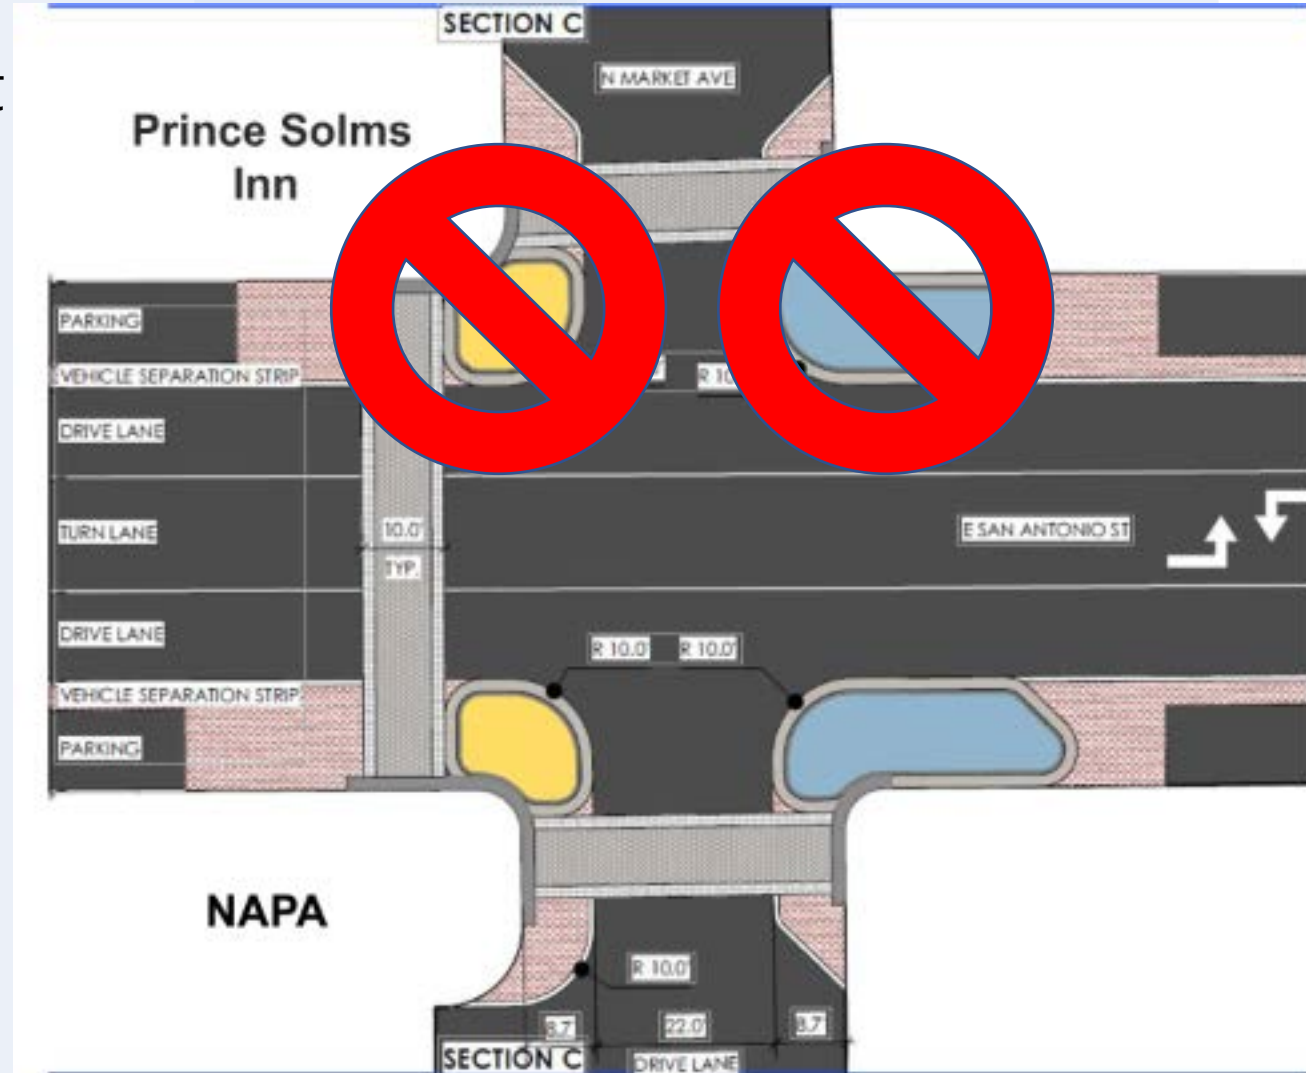 SECTION C
N MARKET AVE
Prince Solms
Inn
PARKING
VEHICLE SEPARATION STRIP
R 10
DRIVE LANE
TURN LANE
10.0'
TYP.
E SAN ANTONIO ST
DRIVE LANE
R 10.0' R 10.0'
VEHICLE SEPARATION STRIP
PARKING
NAPA
R 10.0'
8.7' 22.0' 8.7'
SECTION C DRIVE LANE